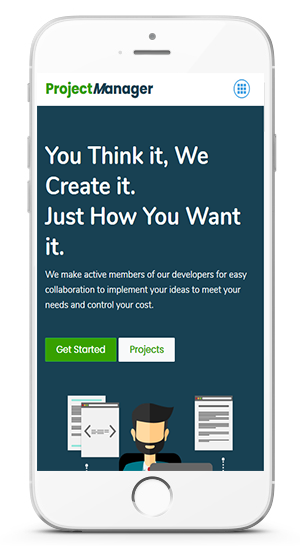 ProjectManager
You Think it, We
Create it.
Just How You Want
it.
We make active members of our developers for easy
collaboration to implement your ideas to meet your
needs and control your cost.
Get Started Projects